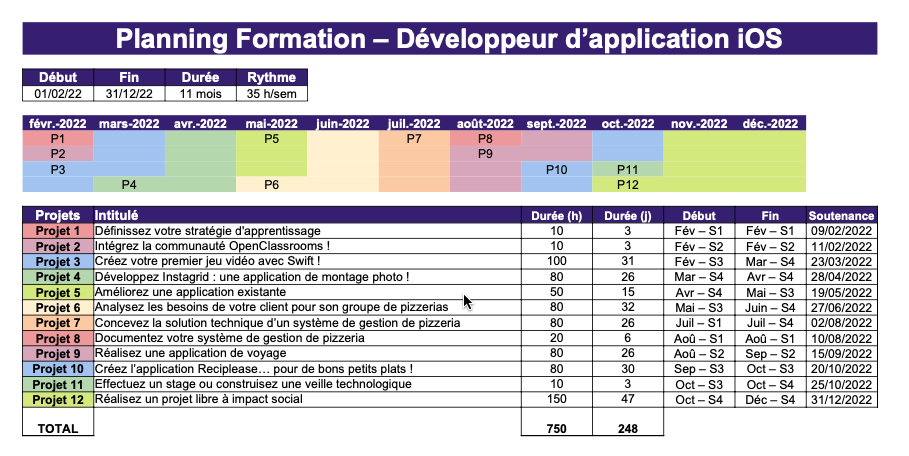 Planning Formation – Développeur d'application iOS
Début Fin Durée Rythme
01/02/22 31/12/22 11 mois 35 h/sem
févr.-2022 mars-2022 avr.-2022 mai-2022 juin-2022 juil.-2022 août-2022 sept.-2022 oct.-2022 nov.-2022 déc.-2022
P1 P5 P7 P8
P2 P9
P3 P10 P11
P4 P6 P12
Projets Intitulé Durée (h) Durée (j) Début Fin Soutenance
Projet 1 Définissez votre stratégie d'apprentissage 10 3 Fév – S1 Fév – S1 09/02/2022
Projet 2 Intégrez la communauté OpenClassrooms ! 10 3 Fév – S2 Fév – S2 11/02/2022
Projet 3 Créez votre premier jeu vidéo avec Swift ! 100 31 Fév – S3 Mar – S4 23/03/2022
Projet 4 Développez Instagrid : une application de montage photo ! 80 26 Mar – S4 Avr – S4 28/04/2022
Projet 5 Améliorez une application existante 50 15 Avr – S4 Mai – S3 19/05/2022
Projet 6 Analysez les besoins de votre client pour son groupe de pizzerias 80 32 Mai – S3 Juin – S4 27/06/2022
Projet 7 Concevez la solution technique d'un système de gestion de pizzeria 80 26 Juil – S1 Juil – S4 02/08/2022
Projet 8 Documentez votre système de gestion de pizzeria 20 6 Aoû – S1 Aoû – S1 10/08/2022
Projet 9 Réalisez une application de voyage 80 26 Aoû – S2 Sep – S2 15/09/2022
Projet 10 Créez l'application Reciplease… pour de bons petits plats ! 80 30 Sep – S3 Oct – S3 20/10/2022
Projet 11 Effectuez un stage ou construisez une veille technologique 10 3 Oct – S3 Oct – S4 25/10/2022
Projet 12 Réalisez un projet libre à impact social 150 47 Oct – S4 Déc – S4 31/12/2022
TOTAL 750 248